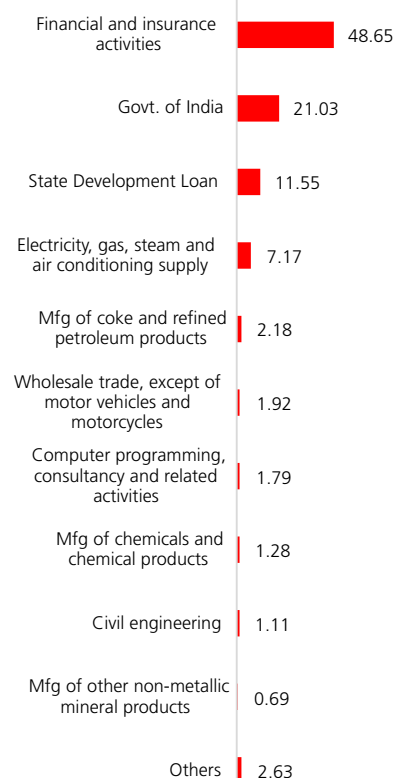 Financial and insurance
activities
48.65
Govt. of India
21.03
State Development Loan
11.55
Electricity, gas, steam and
air conditioning supply
7.17
Mfg of coke and refined
petroleum products
2.18
Wholesale trade, except of
motor vehicles and
motorcycles
1.92
Computer programming,
consultancy and related
activities
1.79
Mfg of chemicals and
chemical products
1.28
Civil engineering
1.11
Mfg of other non-metallic
mineral products
0.69
Others
2.63